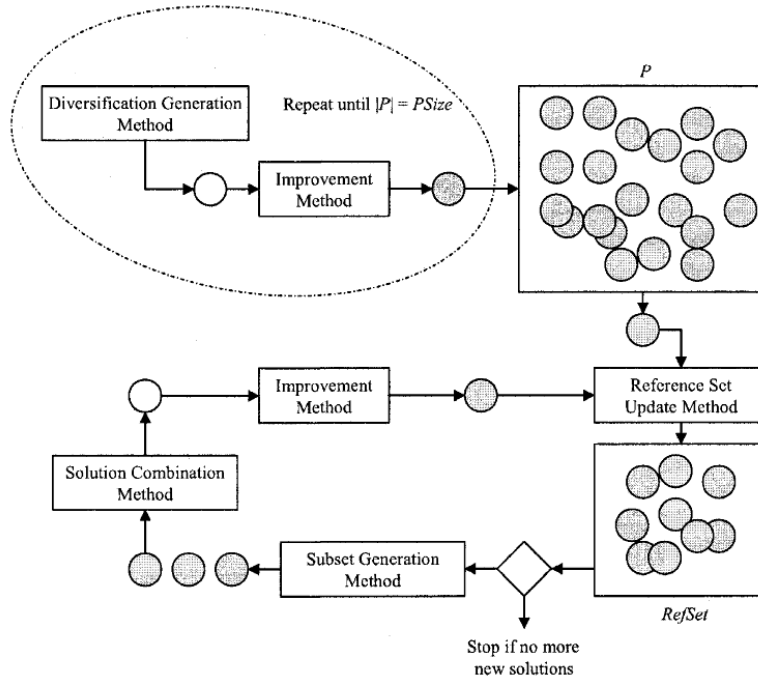 P
Diversification Generation
Method
Repeat until |P| = PSize
Improvement
Method
Improvement
Method
Reference Set
Update Method
Solution Combination
Method
Subset Generation
Method
RefSet
Stop if no more
new solutions